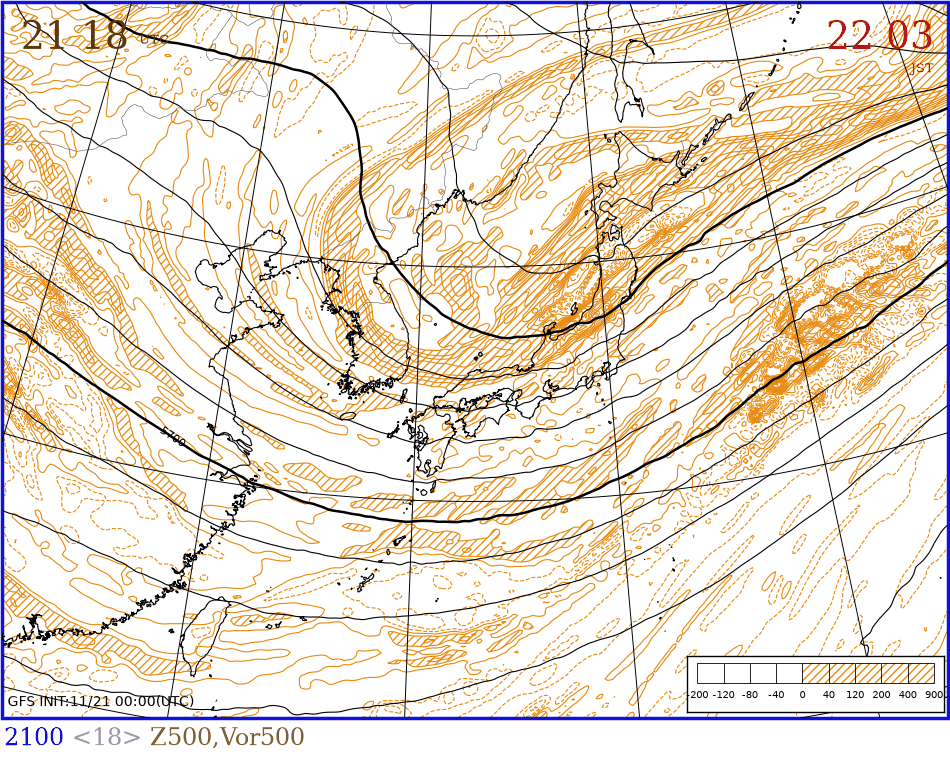 21 18 UTC
22 03
JST
5700
-200 -120 -80 -40 0 40 120 200 400 900
GFS INIT:11/21 00:00(UTC)
2100 <18> Z500,Vor500